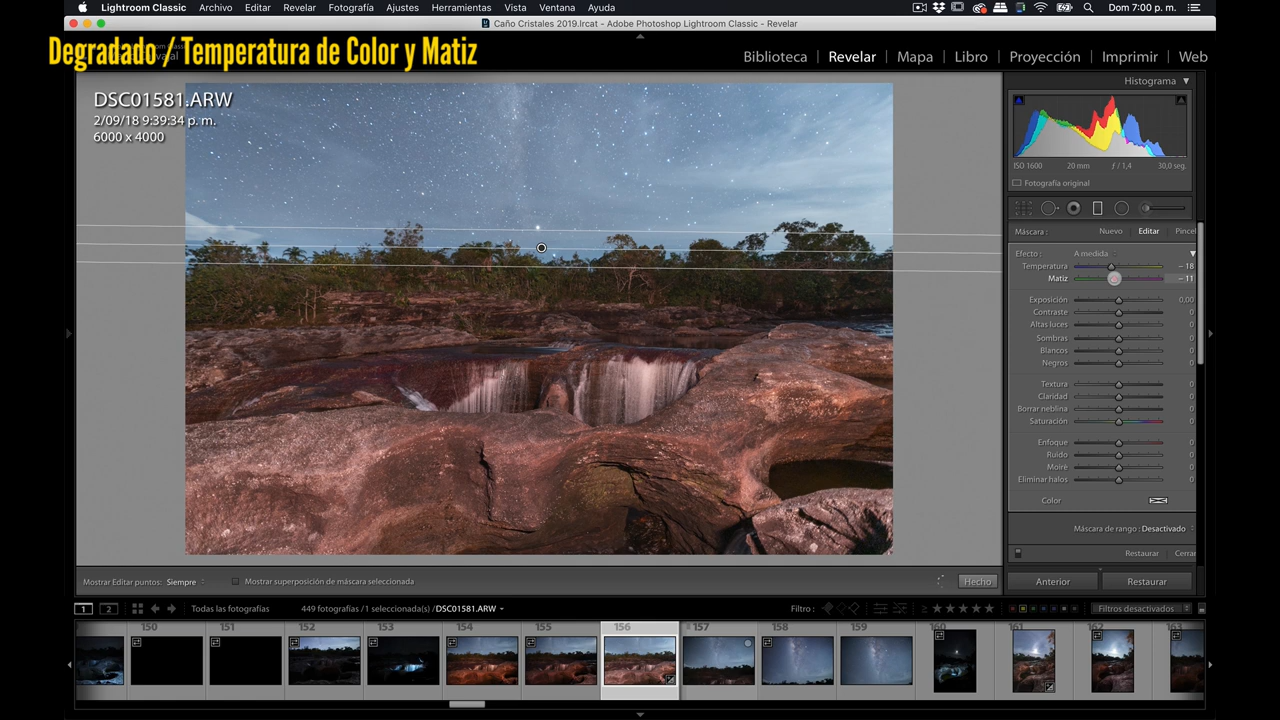 Lightroom Classic Archivo Editar Revelar Fotografía Ajustes Herramientas Vista Ventana Ayuda Dom 7:00 p. m.
Caño Cristales 2019.lrcat - Adobe Photoshop Lightroom Classic - Revelar
Degradado / Temperatura de Color y Matiz
Biblioteca | Revelar | Mapa | Libro | Proyección | Imprimir | Web
DSC01581.ARW
2/09/18 9:39:34 p. m.
6000 x 4000
Histograma
ISO 1600 20 mm ƒ / 1,4 30,0 seg.
Fotografía original
Máscara : Nuevo Editar Pincel
Efecto : A medida
Temperatura – 18
Matiz – 11
Exposición 0,00
Contraste 0
Altas luces 0
Sombras 0
Blancos 0
Negros 0
Textura 0
Claridad 0
Borrar neblina 0
Saturación 0
Enfoque 0
Ruido 0
Moiré 0
Eliminar halos 0
Color
Máscara de rango : Desactivado
Restaurar Cerrar
Mostrar Editar puntos: Siempre Mostrar superposición de máscara seleccionada Hecho
Anterior Restaurar
1 2 Todas las fotografías 449 fotografías / 1 seleccionada(s) /DSC01581.ARW Filtro : Filtros desactivados
150 151 152 153 154 155 156 157 158 159 160 161 162 163